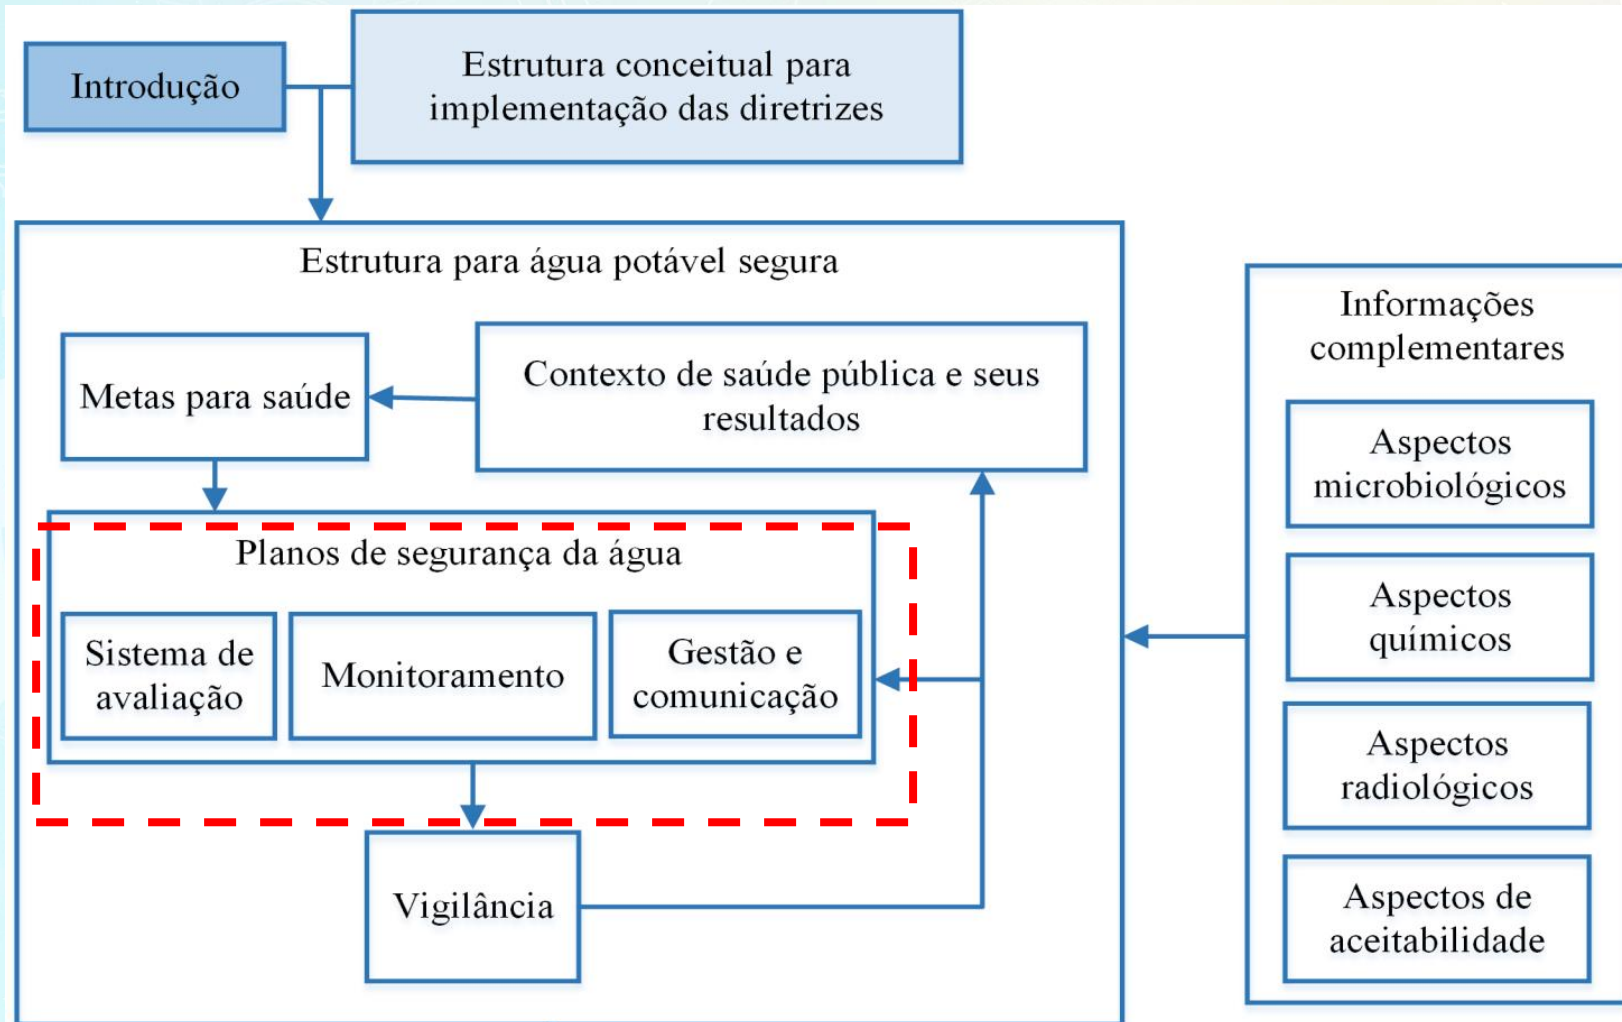 Introdução
Estrutura conceitual para
implementação das diretrizes
Estrutura para água potável segura
Metas para saúde
Contexto de saúde pública e seus
resultados
Planos de segurança da água
Sistema de
avaliação
Monitoramento
Gestão e
comunicação
Vigilância
Informações
complementares
Aspectos
microbiológicos
Aspectos
químicos
Aspectos
radiológicos
Aspectos de
aceitabilidade